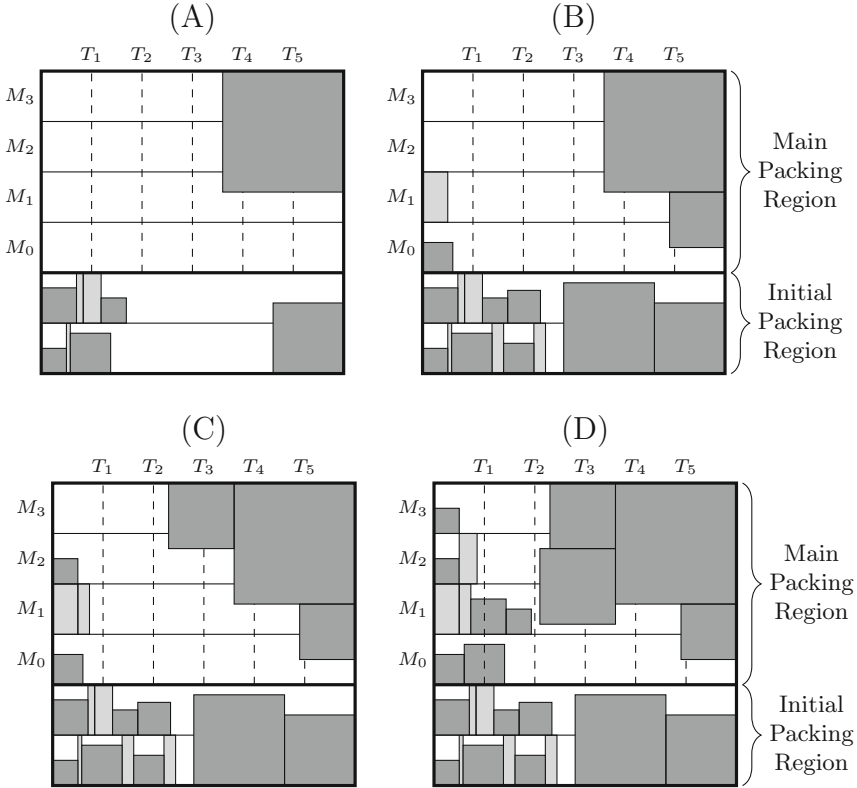 (A) (B)
T₁ T₂ T₃ T₄ T₅ T₁ T₂ T₃ T₄ T₅
M₃ M₃
M₂ M₂
M₁ M₁
M₀ M₀
Main
Packing
Region
Initial
Packing
Region
(C) (D)
T₁ T₂ T₃ T₄ T₅ T₁ T₂ T₃ T₄ T₅
M₃ M₃
M₂ M₂
M₁ M₁
M₀ M₀
Main
Packing
Region
Initial
Packing
Region